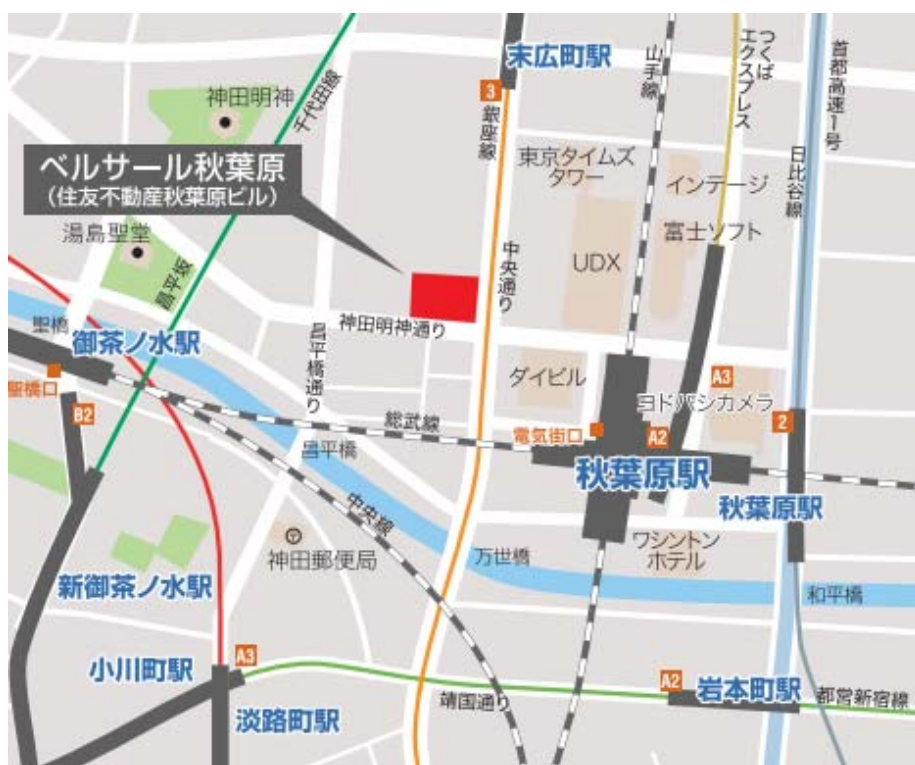 末広町駅
3
銀座線
山手線
つくば
エクスプレス
首都高速1号
日比谷線
神田明神
千代田線
ベルサール秋葉原
(住友不動産秋葉原ビル)
東京タイムズ
タワー
インテージ
富士ソフト
湯島聖堂
昌平坂
UDX
中央通り
聖橋
御茶ノ水駅
神田明神通り
昌平橋通り
聖橋口
B2
ダイビル
A3
ヨドバシカメラ
2
総武線
電気街口
A2
昌平橋
秋葉原駅
秋葉原駅
中央線
神田郵便局
万世橋
ワシントン
ホテル
和平橋
新御茶ノ水駅
小川町駅
A3
淡路町駅
靖国通り
A2
岩本町駅
都営新宿線